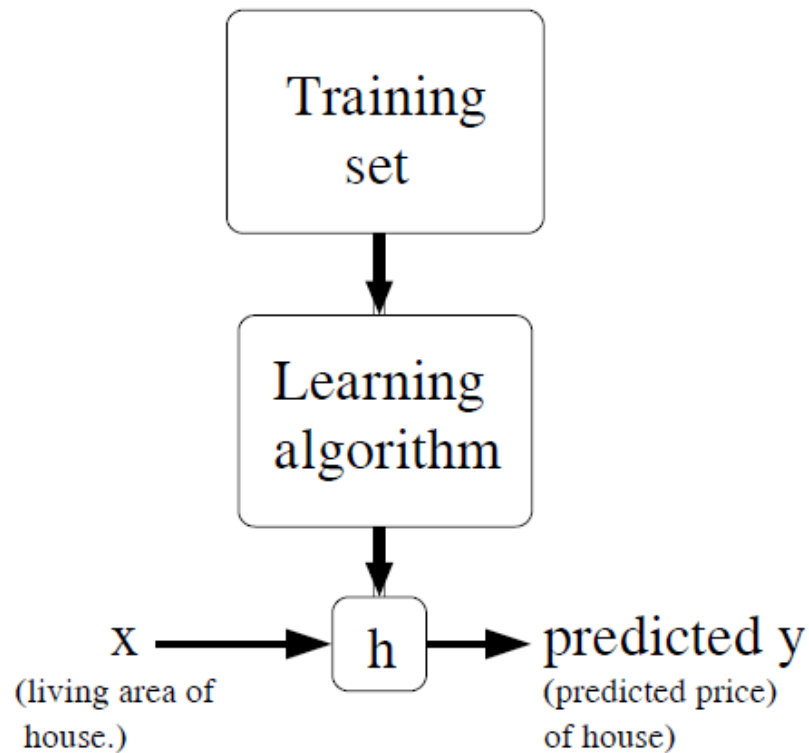 Training
set
Learning
algorithm
x
h
predicted y
(living area of
house.)
(predicted price)
of house)